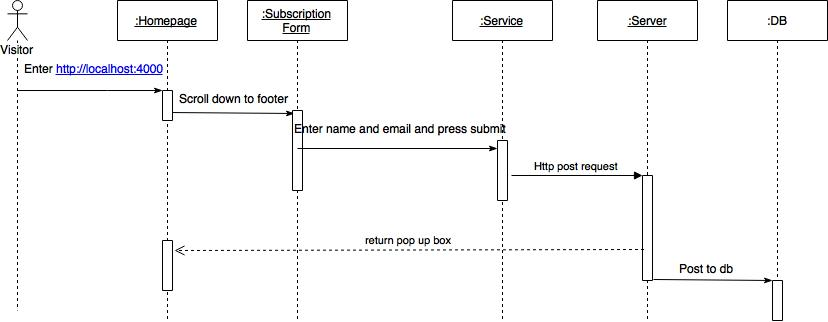 :Homepage
:Subscription
Form
:Service
:Server
:DB
Visitor
Enter http://localhost:4000
Scroll down to footer
Enter name and email and press submit
Http post request
return pop up box
Post to db